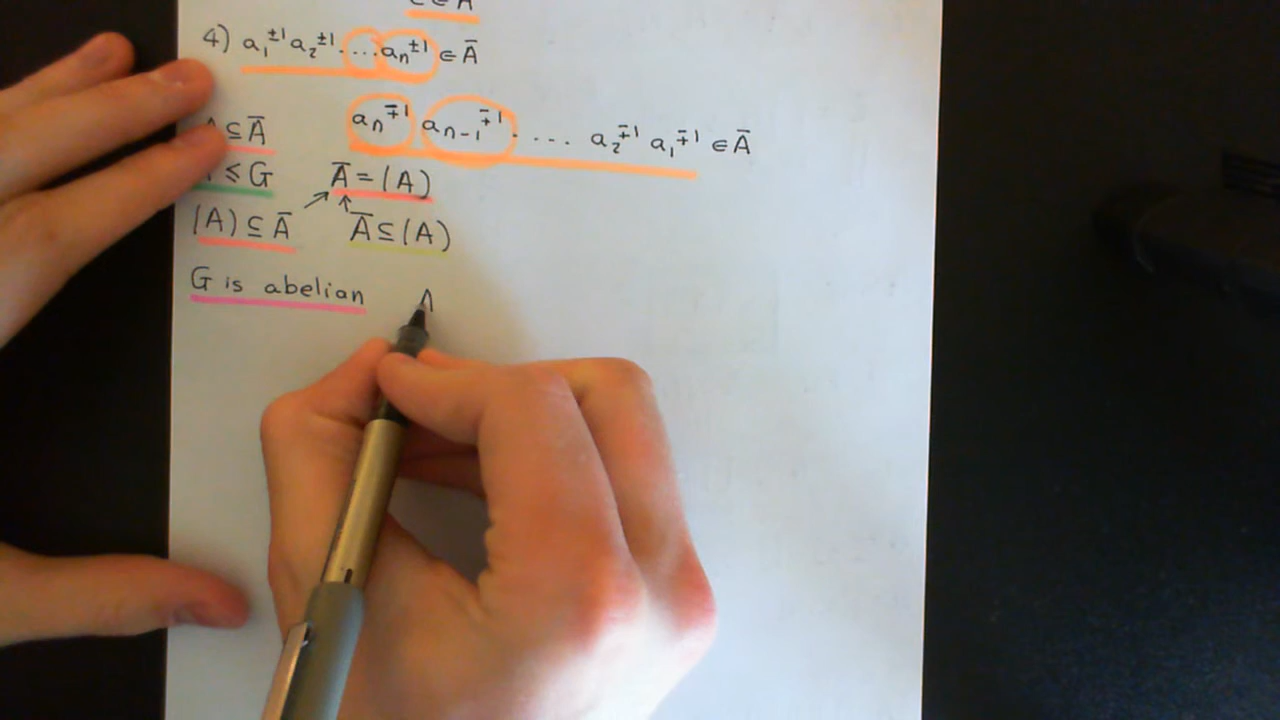 e ∈ A
4) a₁^±1 a₂^±1 . ... aₙ^±1 ∈ Ā
aₙ^∓1 aₙ₋₁^∓1 . ... a₂^∓1 a₁^∓1 ∈ Ā
⊆ Ā
≤ G Ā = (A)
(A) ⊆ Ā Ā ⊆ (A)
G is abelian